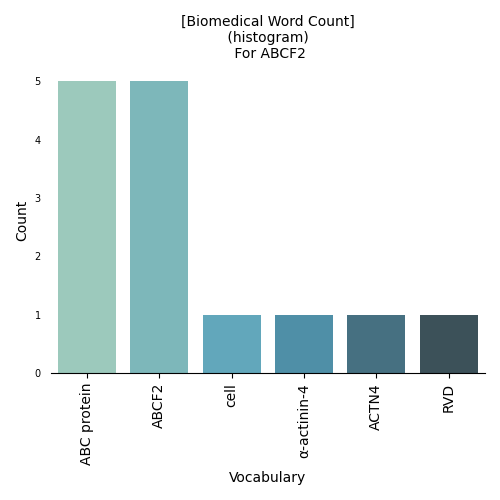 [Biomedical Word Count]
(histogram)
For ABCF2
Count
5
4
3
2
1
0
ABC protein
ABCF2
cell
α-actinin-4
ACTN4
RVD
Vocabulary